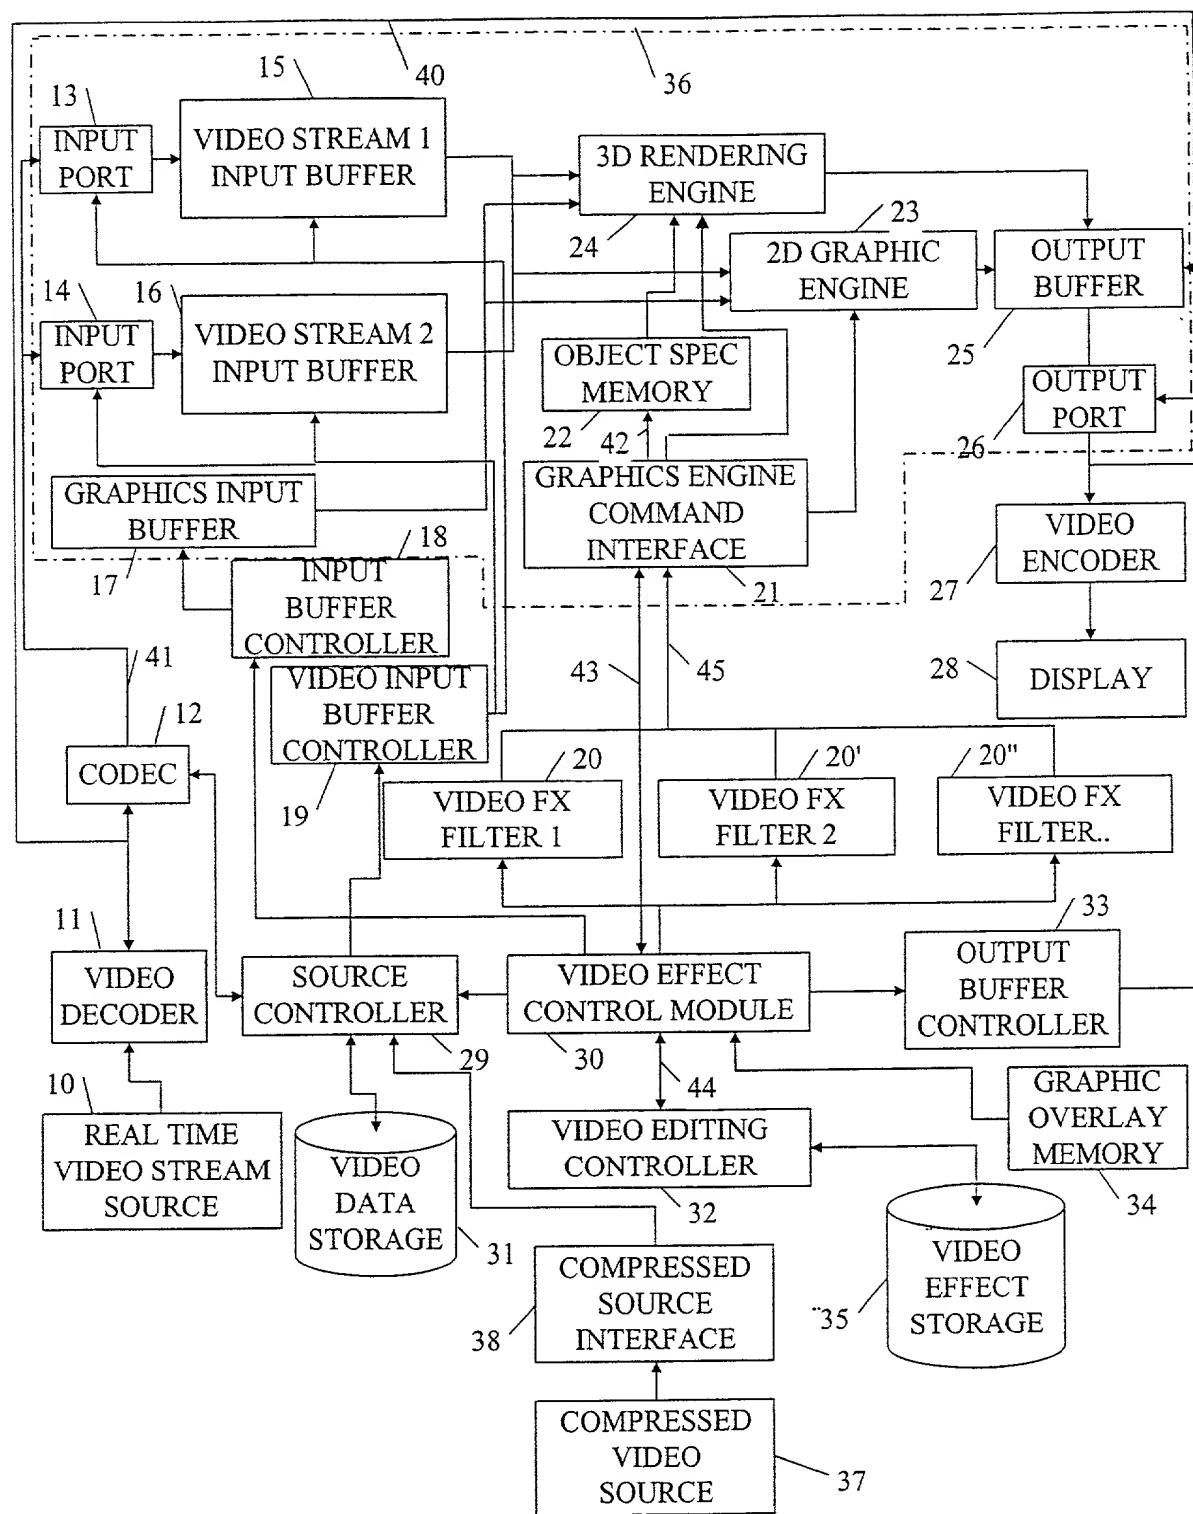 40
36
13
15
INPUT
PORT
VIDEO STREAM 1
INPUT BUFFER
3D RENDERING
ENGINE
24
23
2D GRAPHIC
ENGINE
OUTPUT
BUFFER
25
14
16
INPUT
PORT
VIDEO STREAM 2
INPUT BUFFER
OBJECT SPEC
MEMORY
22
42
OUTPUT
PORT
26
GRAPHICS INPUT
BUFFER
17
18
GRAPHICS ENGINE
COMMAND
INTERFACE
21
VIDEO
ENCODER
27
INPUT
BUFFER
CONTROLLER
41
43
45
28
DISPLAY
VIDEO INPUT
BUFFER
CONTROLLER
19
12
CODEC
20
20'
20"
VIDEO FX
FILTER 1
VIDEO FX
FILTER 2
VIDEO FX
FILTER..
11
VIDEO
DECODER
SOURCE
CONTROLLER
29
VIDEO EFFECT
CONTROL MODULE
30
33
OUTPUT
BUFFER
CONTROLLER
44
10
REAL TIME
VIDEO STREAM
SOURCE
VIDEO
DATA
STORAGE
31
VIDEO EDITING
CONTROLLER
32
GRAPHIC
OVERLAY
MEMORY
34
COMPRESSED
SOURCE
INTERFACE
38
VIDEO
EFFECT
STORAGE
35
COMPRESSED
VIDEO
SOURCE
37